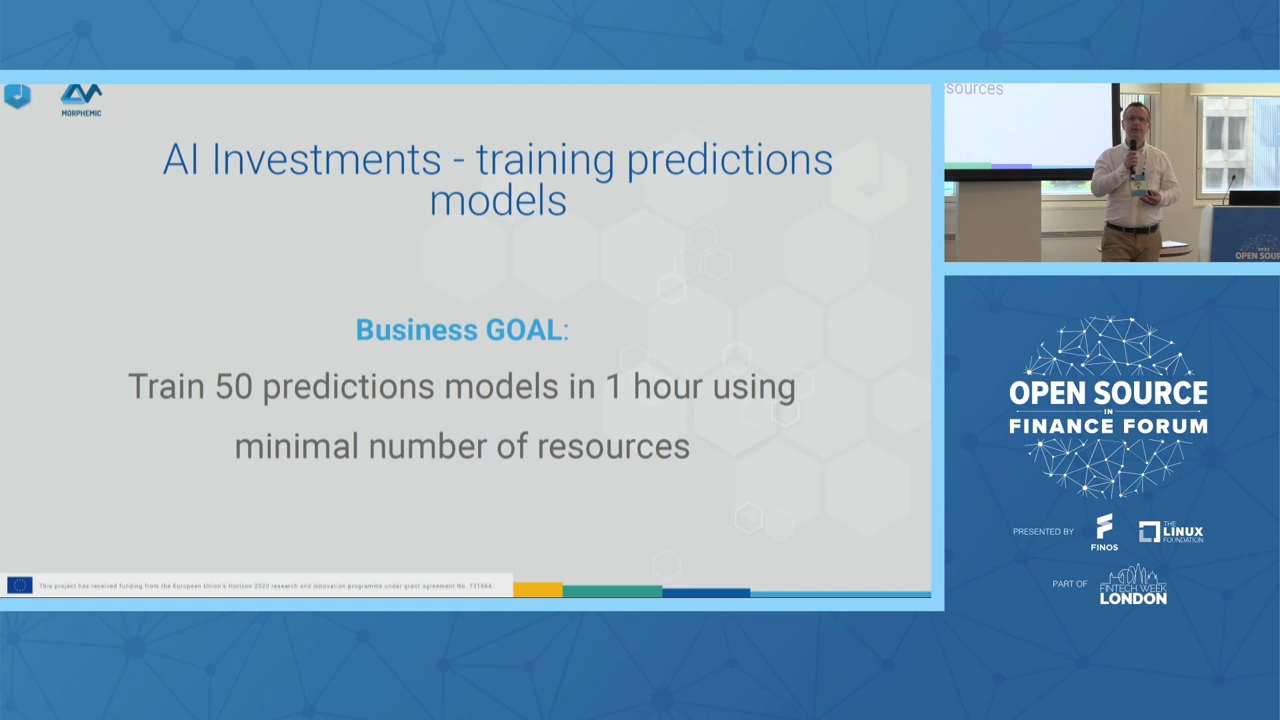 MORPHEMIC
AI Investments - training predictions
models
Business GOAL:
Train 50 predictions models in 1 hour using
minimal number of resources
This project has received funding from the European Union's Horizon 2020 research and innovation programme under grant agreement No. 731664.
sources
2022
OPEN SOUR
OPEN SOURCE
IN
FINANCE FORUM
PRESENTED BY
FINOS
THE
LINUX
FOUNDATION
PART OF
FINTECH WEEK
LONDON